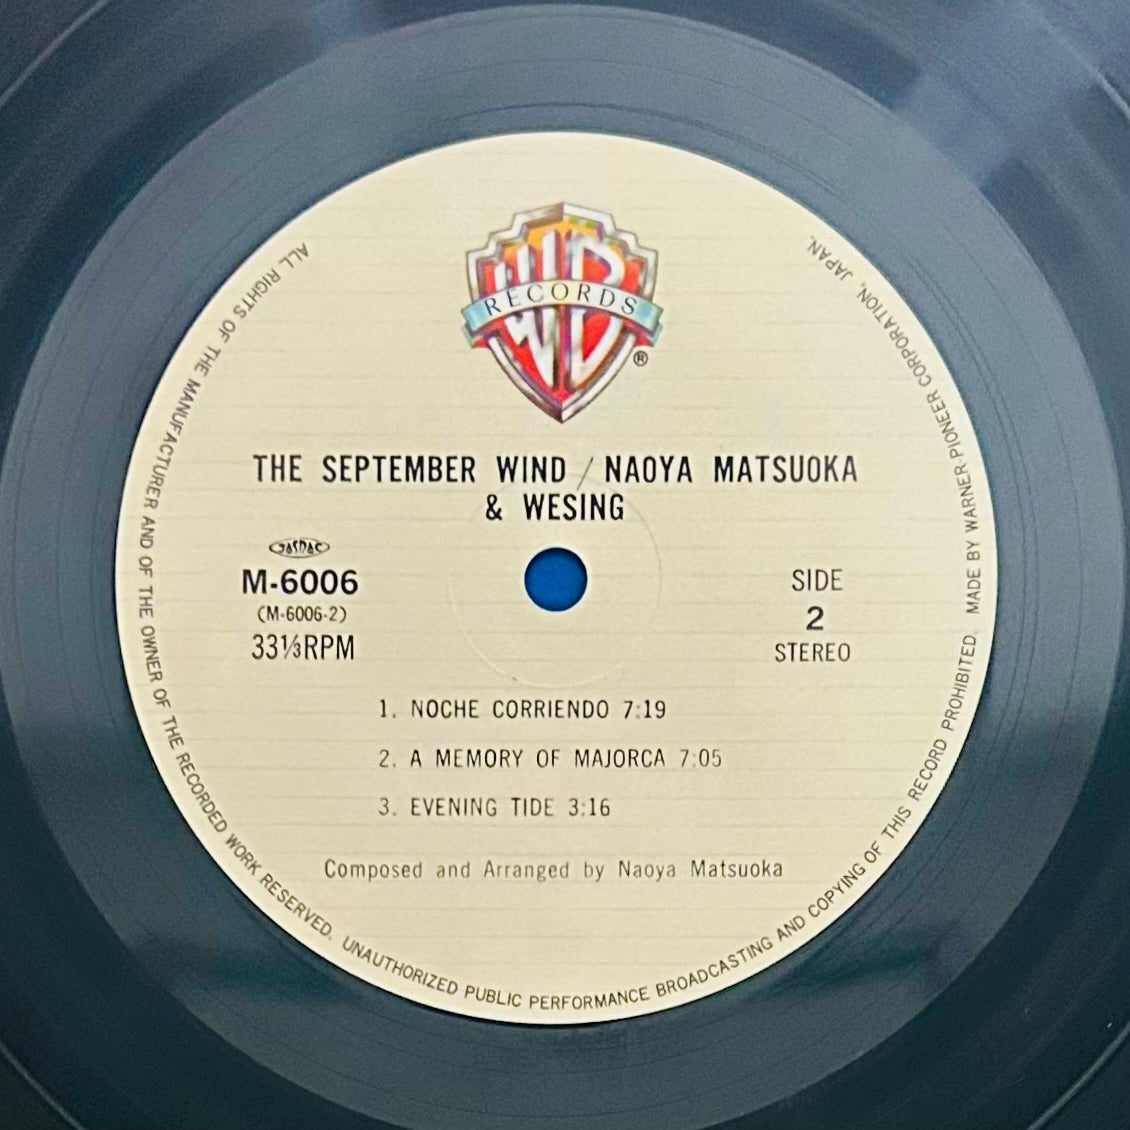 WB
RECORDS
®
THE SEPTEMBER WIND / NAOYA MATSUOKA
& WESING
JASRAC
M-6006
(M-6006-2)
33⅓RPM
SIDE
2
STEREO
1. NOCHE CORRIENDO 7:19
2. A MEMORY OF MAJORCA 7:05
3. EVENING TIDE 3:16
Composed and Arranged by Naoya Matsuoka
ALL RIGHTS OF THE MANUFACTURER AND OF THE OWNER OF THE RECORDED WORK RESERVED. UNAUTHORIZED PUBLIC PERFORMANCE BROADCASTING AND COPYING OF THIS RECORD PROHIBITED. MADE BY WARNER-PIONEER CORPORATION, JAPAN.